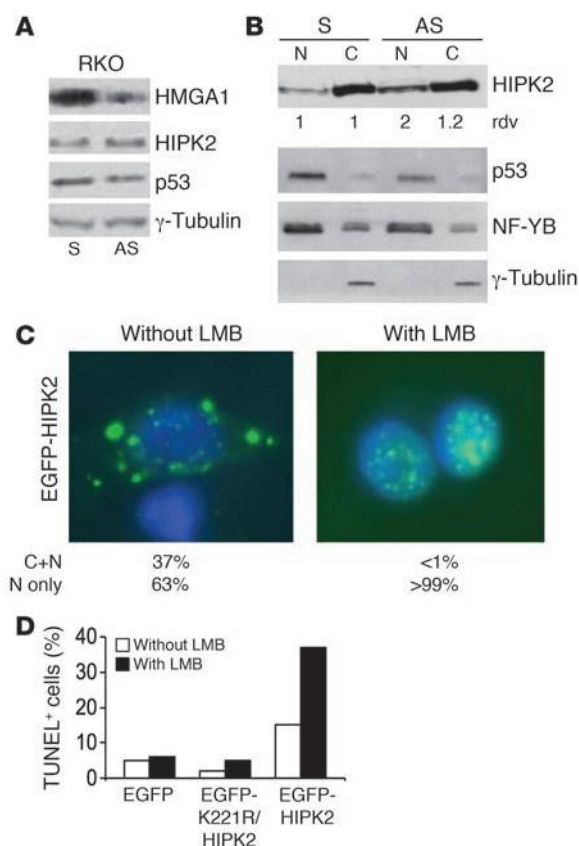 A
RKO
HMGA1
HIPK2
p53
γ-Tubulin
S AS
B
S AS
N C N C
HIPK2
1 1 2 1.2 rdv
p53
NF-YB
γ-Tubulin
C
Without LMB With LMB
EGFP-HIPK2
C+N 37% <1%
N only 63% >99%
D
TUNEL⁺ cells (%)
40
30
20
10
0
Without LMB
With LMB
EGFP EGFP-K221R/HIPK2 EGFP-HIPK2